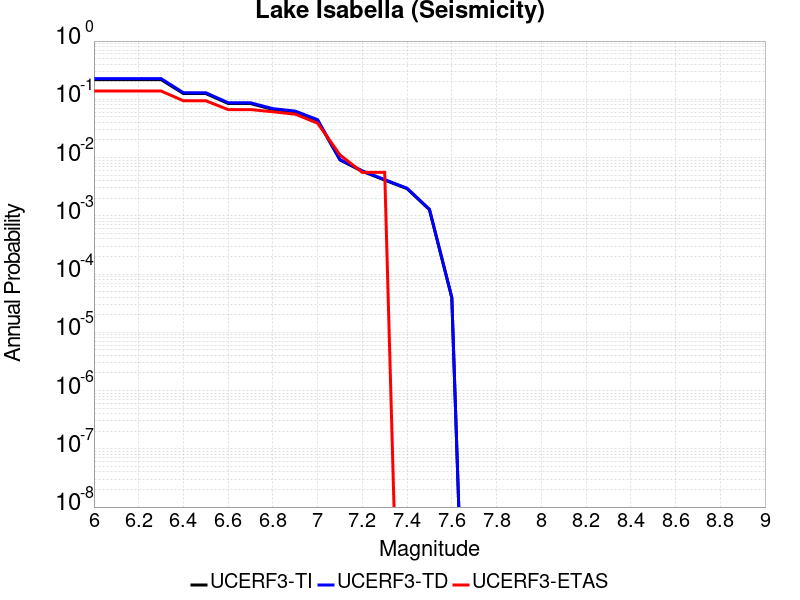 Lake Isabella (Seismicity)
10^0
10^-1
10^-2
10^-3
10^-4
10^-5
10^-6
10^-7
10^-8
Annual Probability
6 6.2 6.4 6.6 6.8 7 7.2 7.4 7.6 7.8 8 8.2 8.4 8.6 8.8 9
Magnitude
UCERF3-TI UCERF3-TD UCERF3-ETAS